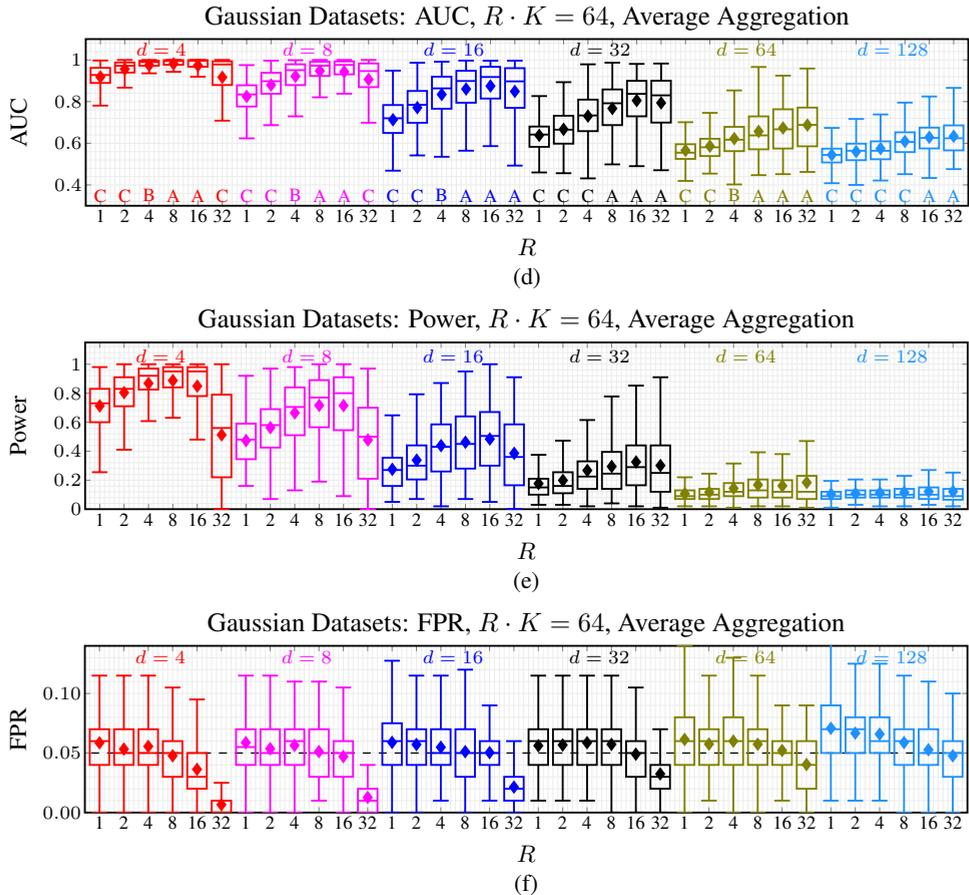 Gaussian Datasets: AUC, R · K = 64, Average Aggregation
d = 4 d = 8 d = 16 d = 32 d = 64 d = 128
1
0.8
0.6
0.4
AUC
C C B A A C C C B A A C C C B A A A C C C A A A C C B A A A C C C C A A
1 2 4 8 16 32 1 2 4 8 16 32 1 2 4 8 16 32 1 2 4 8 16 32 1 2 4 8 16 32 1 2 4 8 16 32
R
(d)
Gaussian Datasets: Power, R · K = 64, Average Aggregation
d = 4 d = 8 d = 16 d = 32 d = 64 d = 128
1
0.8
0.6
0.4
0.2
0
Power
1 2 4 8 16 32 1 2 4 8 16 32 1 2 4 8 16 32 1 2 4 8 16 32 1 2 4 8 16 32 1 2 4 8 16 32
R
(e)
Gaussian Datasets: FPR, R · K = 64, Average Aggregation
d = 4 d = 8 d = 16 d = 32 d = 64 d = 128
0.10
0.05
0.00
FPR
1 2 4 8 16 32 1 2 4 8 16 32 1 2 4 8 16 32 1 2 4 8 16 32 1 2 4 8 16 32 1 2 4 8 16 32
R
(f)